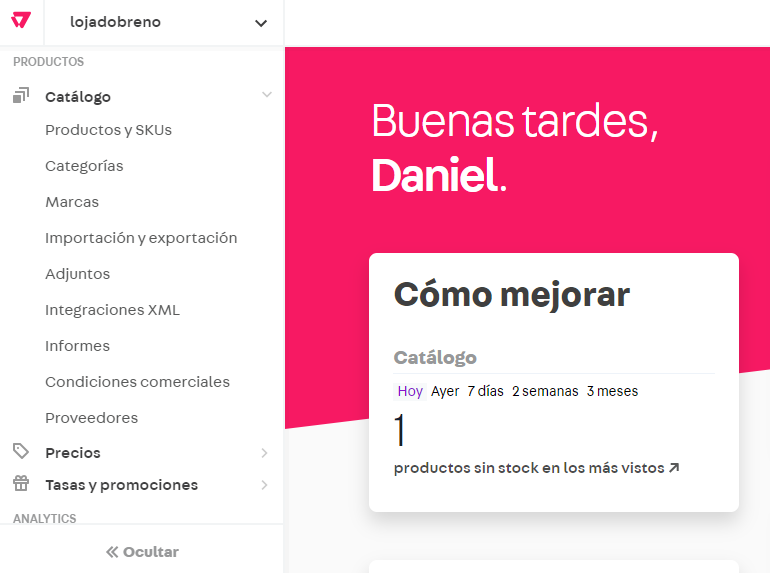 lojadobreno
PRODUCTOS
Catálogo
Productos y SKUs
Categorías
Marcas
Importación y exportación
Adjuntos
Integraciones XML
Informes
Condiciones comerciales
Proveedores
Precios
Tasas y promociones
ANALYTICS
Ocultar
Buenas tardes,
Daniel.
Cómo mejorar
Catálogo
Hoy Ayer 7 días 2 semanas 3 meses
1
productos sin stock en los más vistos